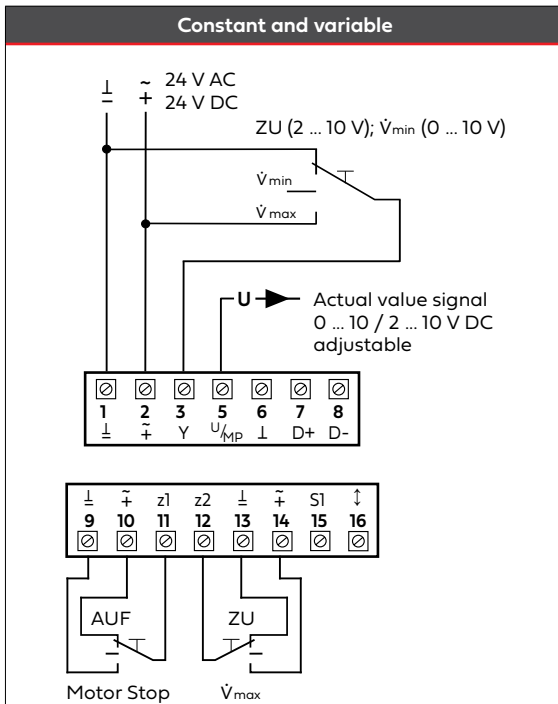 Constant and variable
⊥ ~ 24 V AC
− + 24 V DC
ZU (2 ... 10 V); V̇min (0 ... 10 V)
V̇min
V̇max
U Actual value signal
0 ... 10 / 2 ... 10 V DC
adjustable
1 2 3 5 6 7 8
⊥ ~+ Y U/MP ⊥ D+ D-
⊥ ~+ z1 z2 ⊥ ~+ S1 ↕
9 10 11 12 13 14 15 16
AUF ZU
Motor Stop V̇max